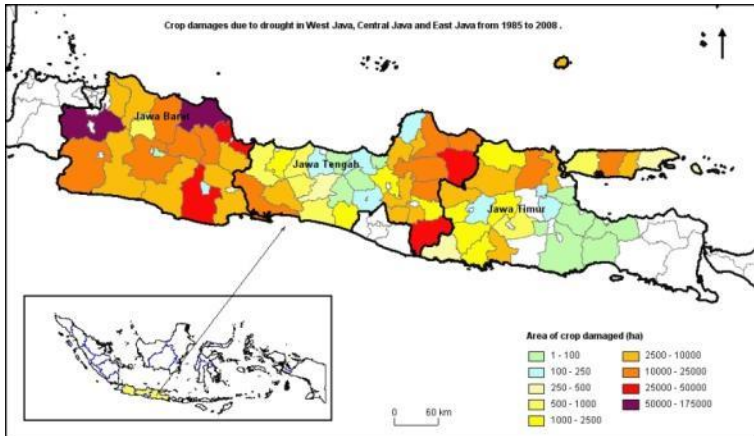 Crop damages due to drought in West Java, Central Java and East Java from 1985 to 2008 .
Jawa Barat
Jawa Tengah
Jawa Timur
Area of crop damaged (ha)
1 - 100
100 - 250
250 - 500
500 - 1000
1000 - 2500
2500 - 10000
10000 - 25000
25000 - 50000
50000 - 175000
0 60 km